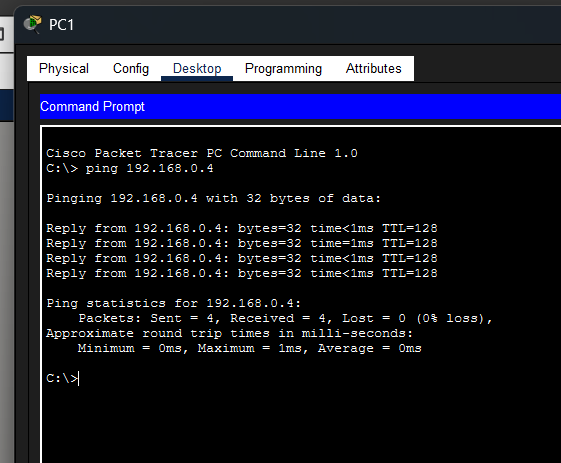 PC1
Physical Config Desktop Programming Attributes
Command Prompt
Cisco Packet Tracer PC Command Line 1.0
C:\> ping 192.168.0.4
Pinging 192.168.0.4 with 32 bytes of data:
Reply from 192.168.0.4: bytes=32 time<1ms TTL=128
Reply from 192.168.0.4: bytes=32 time=1ms TTL=128
Reply from 192.168.0.4: bytes=32 time<1ms TTL=128
Reply from 192.168.0.4: bytes=32 time<1ms TTL=128
Ping statistics for 192.168.0.4:
Packets: Sent = 4, Received = 4, Lost = 0 (0% loss),
Approximate round trip times in milli-seconds:
Minimum = 0ms, Maximum = 1ms, Average = 0ms
C:\>